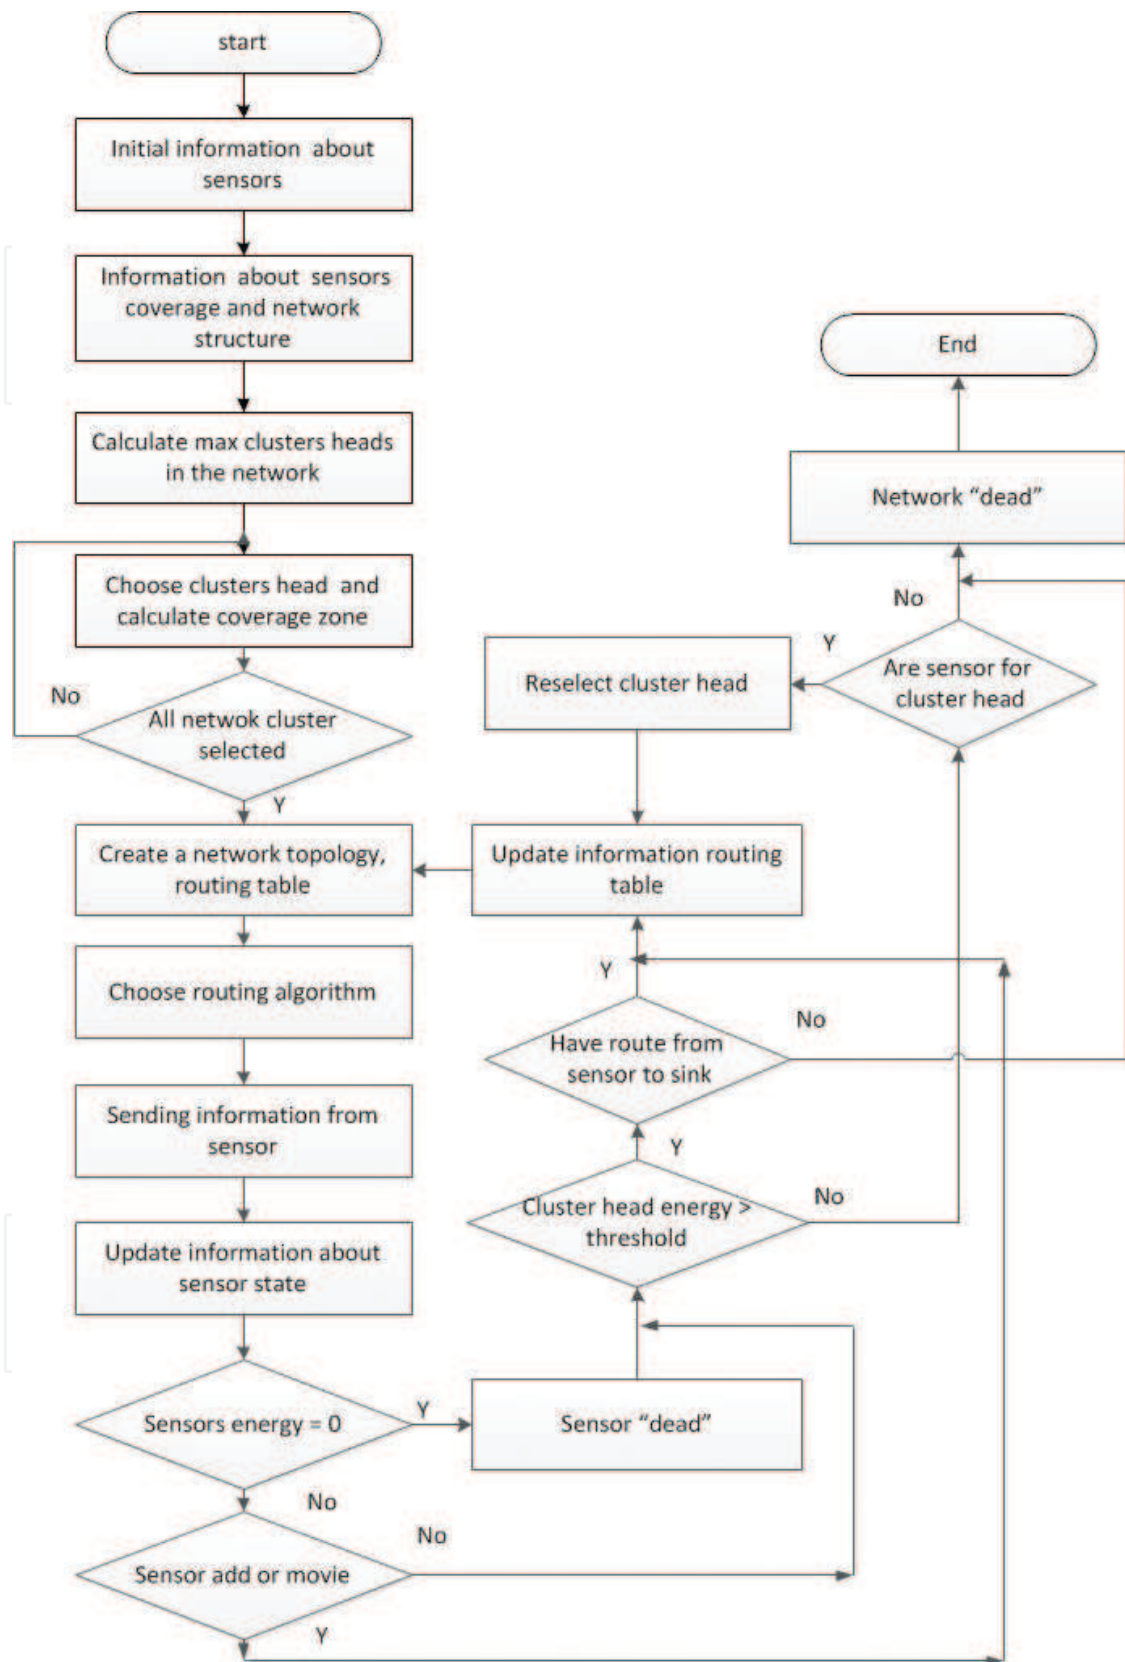 start
Initial information about
sensors
Information about sensors
coverage and network
structure
Calculate max clusters heads
in the network
Choose clusters head and
calculate coverage zone
No
All netwok cluster
selected
Y
Create a network topology,
routing table
Choose routing algorithm
Sending information from
sensor
Update information about
sensor state
Sensors energy = 0
Y
No
Sensor add or movie
No
Y
Sensor “dead”
Cluster head energy >
threshold
No
Y
Have route from
sensor to sink
No
Y
Update information routing
table
Reselect cluster head
Y
Are sensor for
cluster head
No
Network “dead”
End